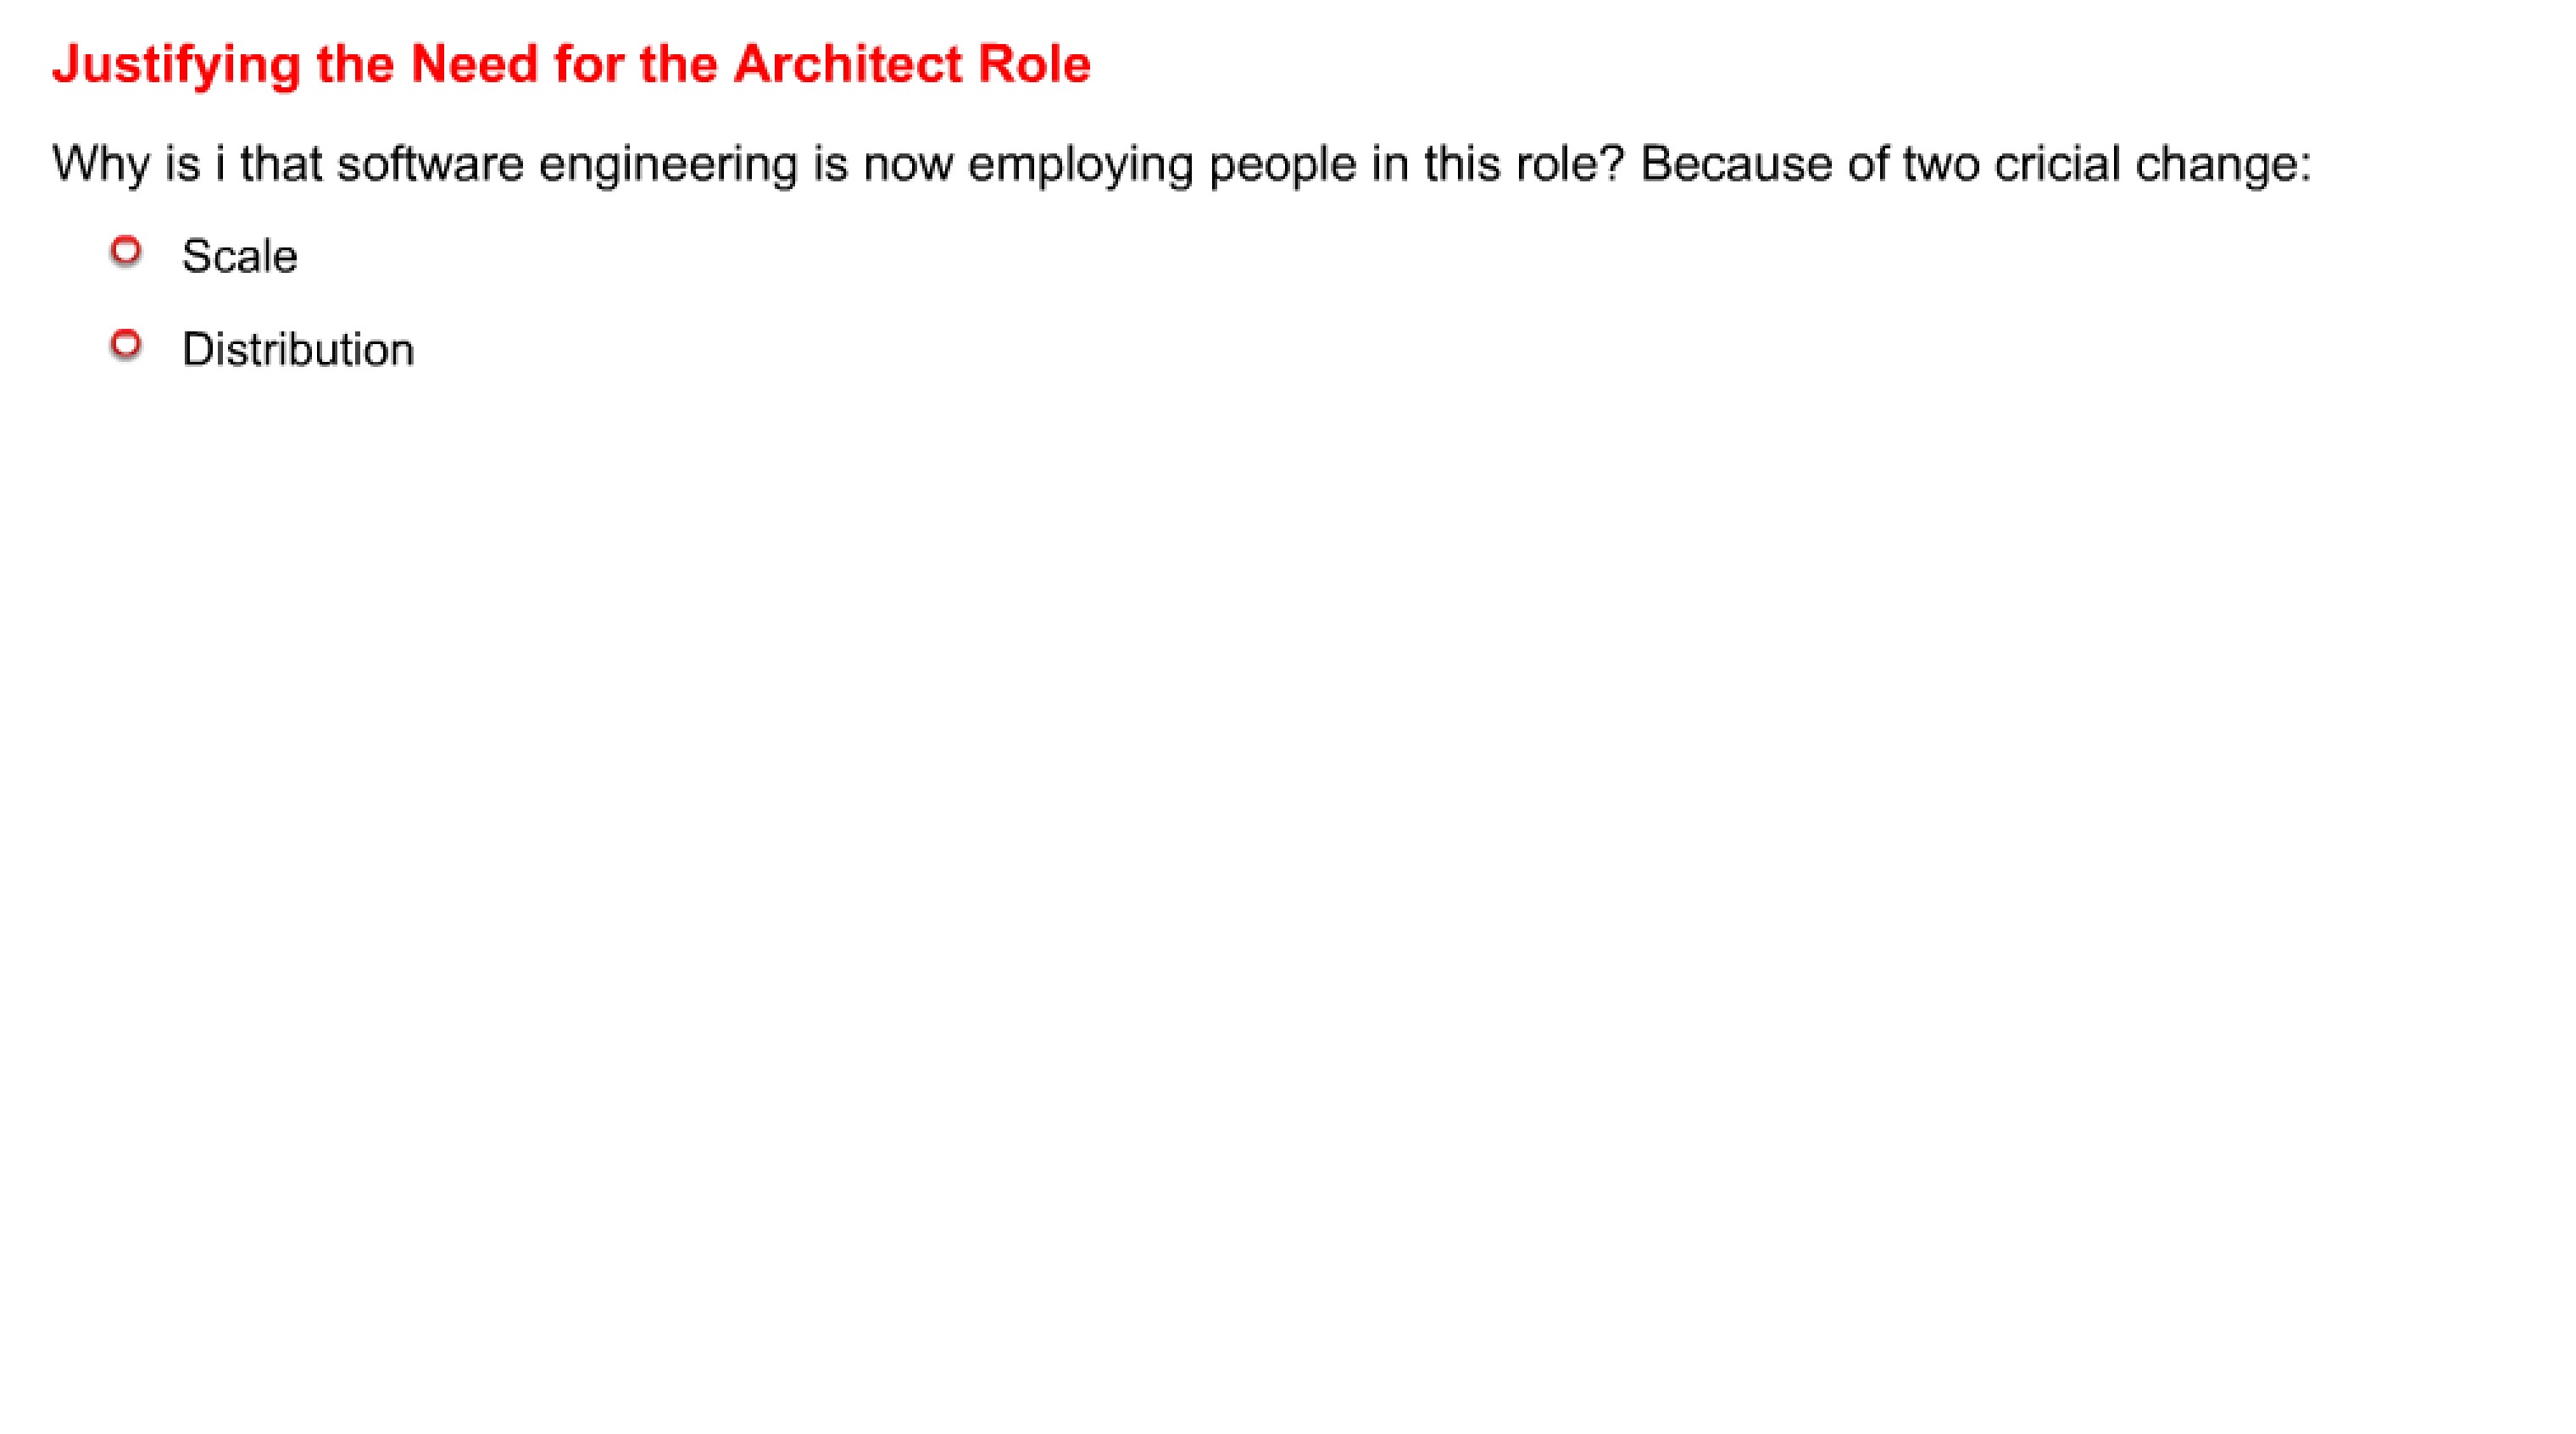 Justifying the Need for the Architect Role
Why is i that software engineering is now employing people in this role? Because of two cricial change:
Scale
Distribution